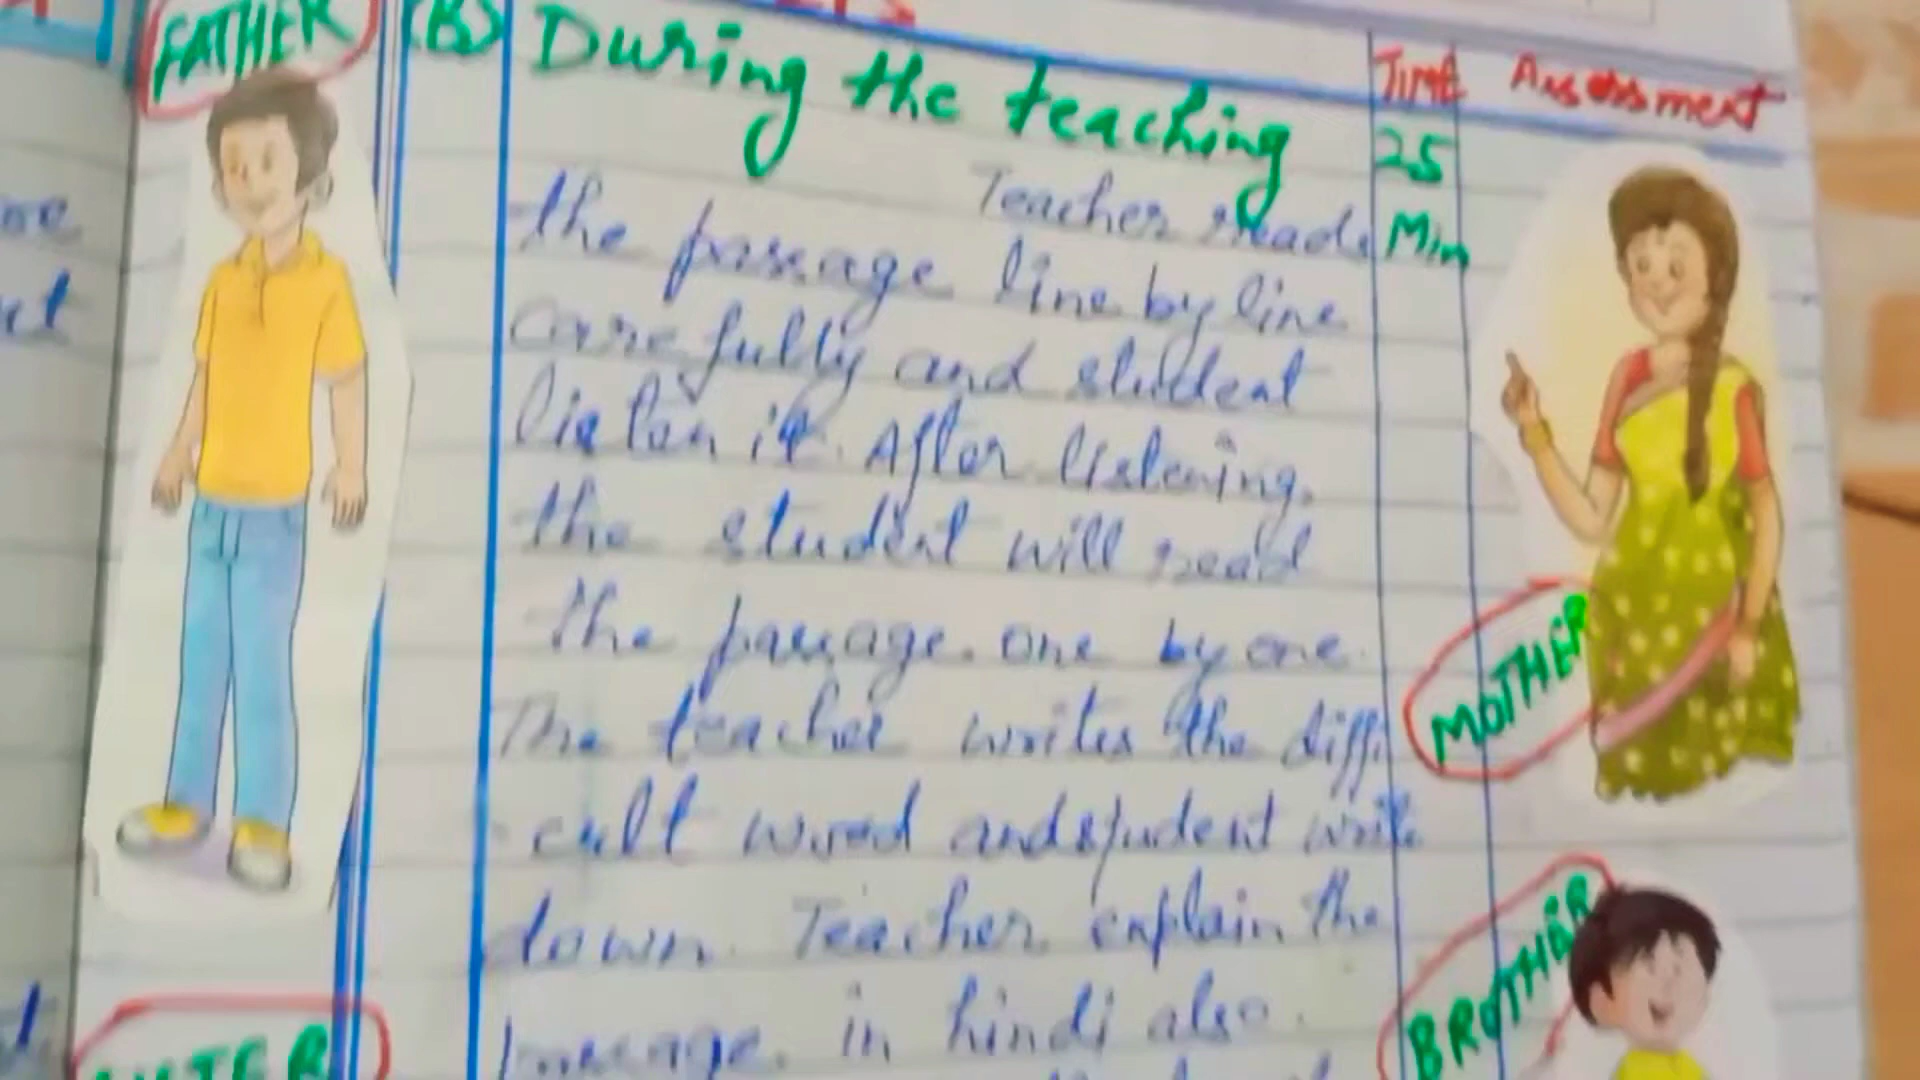 FATHER
(B) During the teaching
Time Assessment
25
Min
Teacher reads
the passage line by line
carefully and student
listen it. After listening.
the student will read
the passage. one by one.
The teacher writes the diffi
cult word and student write
down. Teacher explain the
passage. in hindi also.
MOTHER
BROTHER